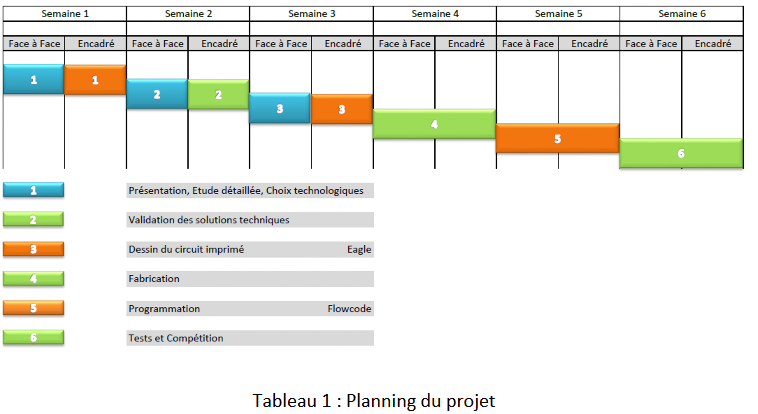 Semaine 1 Semaine 2 Semaine 3 Semaine 4 Semaine 5 Semaine 6
Face à Face Encadré Face à Face Encadré Face à Face Encadré Face à Face Encadré Face à Face Encadré Face à Face Encadré
1 1
2 2
3 3
4
5
6
1 Présentation, Etude détaillée, Choix technologiques
2 Validation des solutions techniques
3 Dessin du circuit imprimé Eagle
4 Fabrication
5 Programmation Flowcode
6 Tests et Compétition
Tableau 1 : Planning du projet